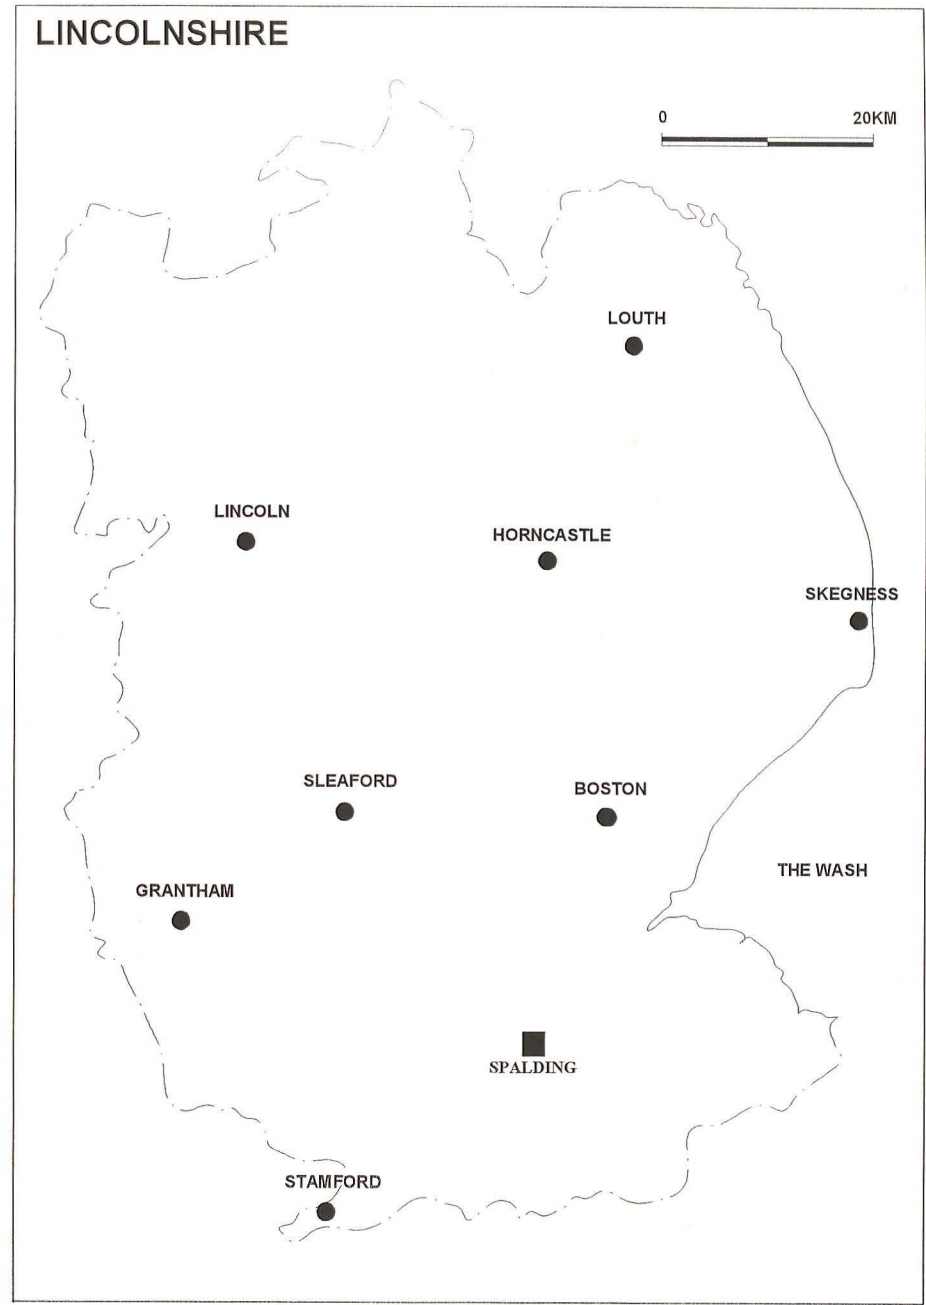 LINCOLNSHIRE
0 20KM
LOUTH
LINCOLN
HORNCASTLE
SKEGNESS
SLEAFORD
BOSTON
THE WASH
GRANTHAM
SPALDING
STAMFORD